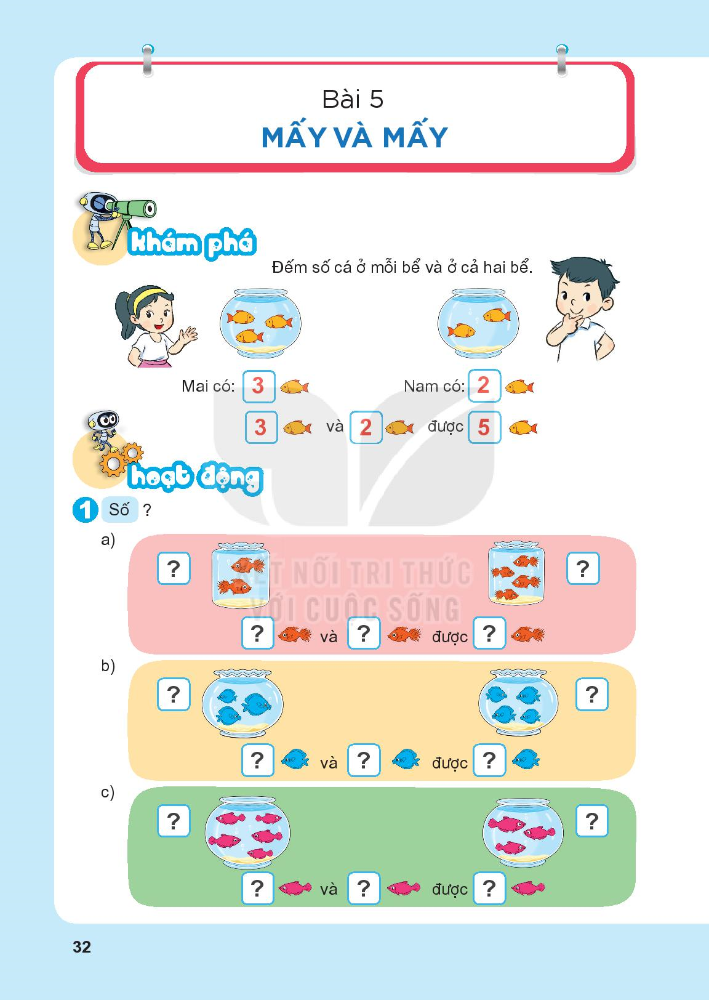 Bài 5
MẤY VÀ MẤY
khám phá
Đếm số cá ở mỗi bể và ở cả hai bể.
Mai có: 3
Nam có: 2
3 và 2 được 5
hoạt động
1 Số ?
a)
? ?
KẾT NỐI TRI THỨC
VỚI CUỘC SỐNG
? và ? được ?
b)
? ?
? và ? được ?
c)
? ?
? và ? được ?
32